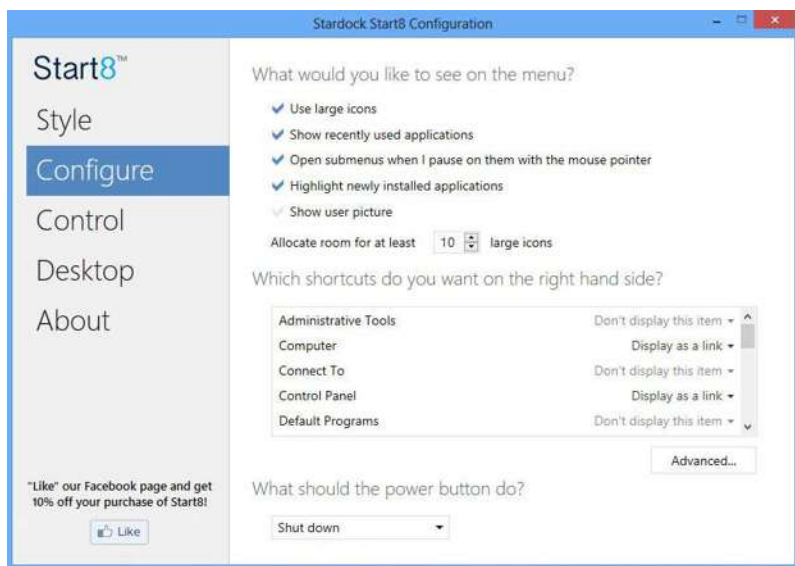 Stardock Start8 Configuration
Start8™
Style
Configure
Control
Desktop
About
"Like" our Facebook page and get
10% off your purchase of Start8!
Like
What would you like to see on the menu?
Use large icons
Show recently used applications
Open submenus when I pause on them with the mouse pointer
Highlight newly installed applications
Show user picture
Allocate room for at least 10 large icons
Which shortcuts do you want on the right hand side?
Administrative Tools Don't display this item
Computer Display as a link
Connect To Don't display this item
Control Panel Display as a link
Default Programs Don't display this item
Advanced...
What should the power button do?
Shut down